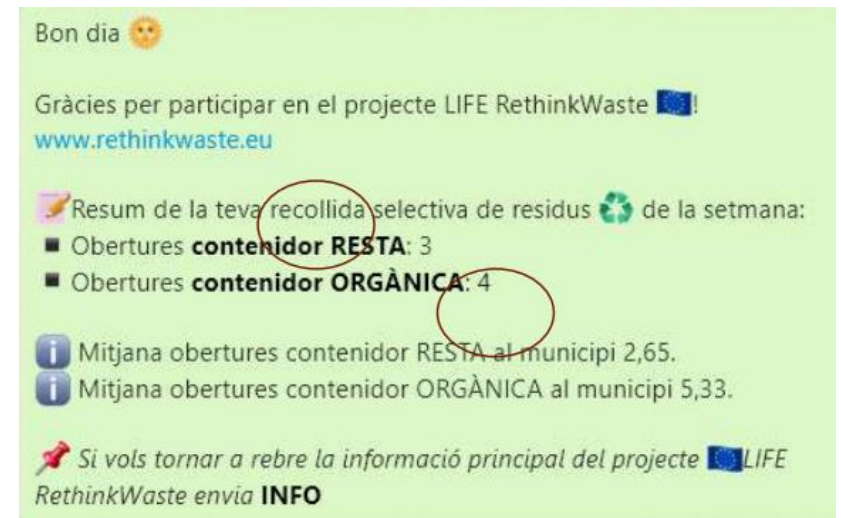 Bon dia 🌞
Gràcies per participar en el projecte LIFE RethinkWaste 🇪🇺!
www.rethinkwaste.eu
📝Resum de la teva recollida selectiva de residus ♻️ de la setmana:
▪️ Obertures contenidor RESTA: 3
▪️ Obertures contenidor ORGÀNICA: 4
ℹ️ Mitjana obertures contenidor RESTA al municipi 2,65.
ℹ️ Mitjana obertures contenidor ORGÀNICA al municipi 5,33.
📌 Si vols tornar a rebre la informació principal del projecte 🇪🇺LIFE
RethinkWaste envia INFO